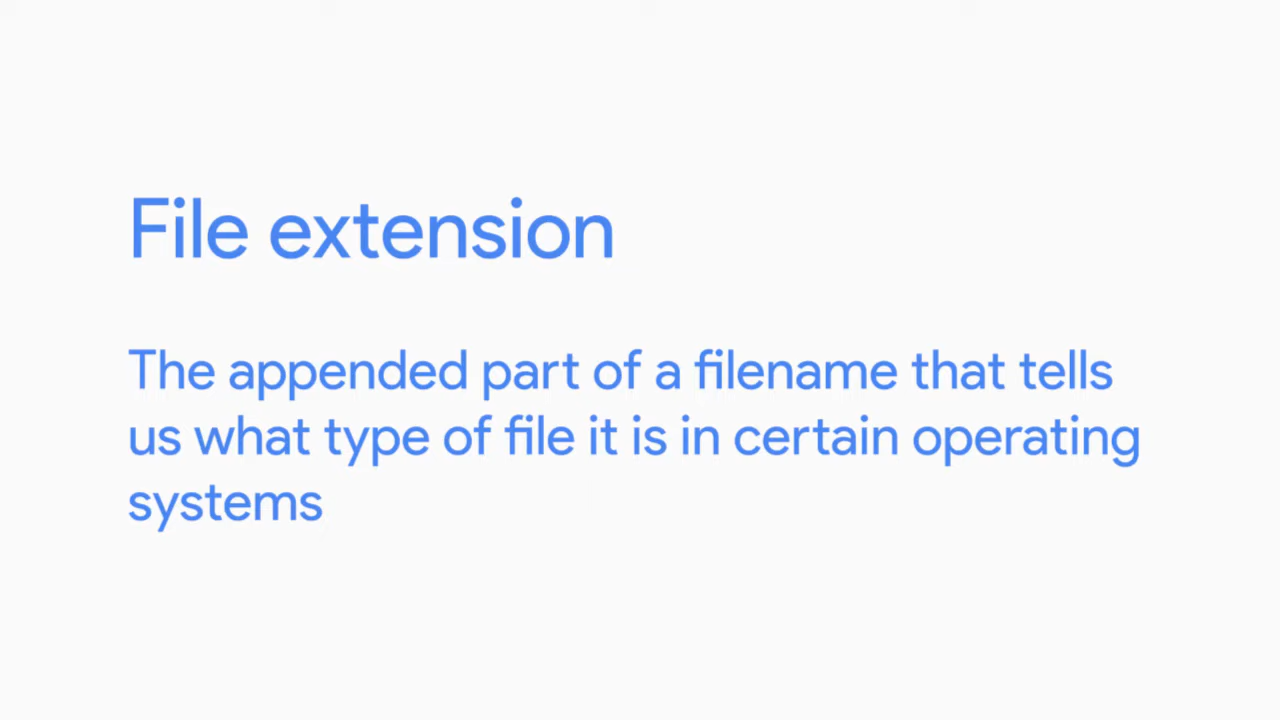 File extension
The appended part of a filename that tells
us what type of file it is in certain operating
systems